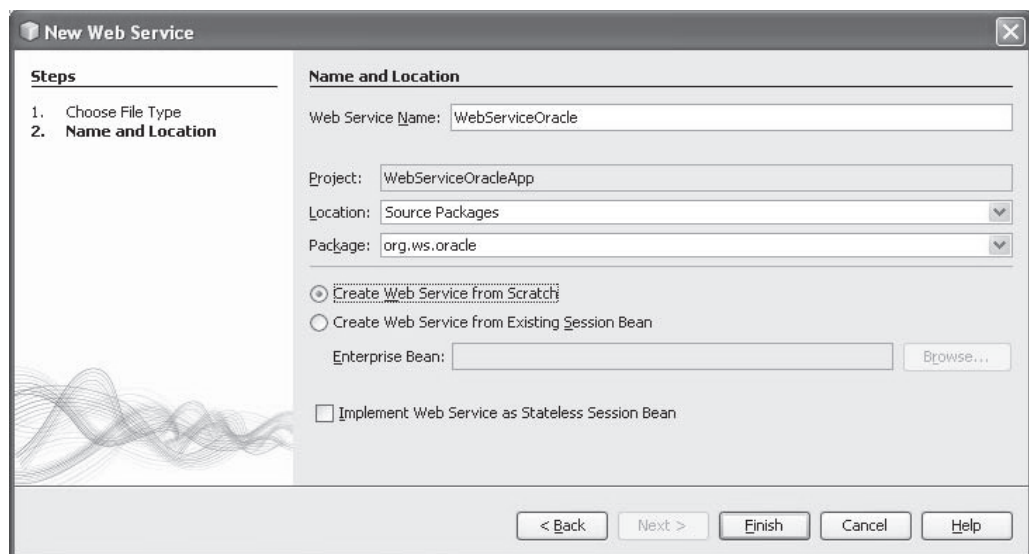 New Web Service
Steps
1. Choose File Type
2. Name and Location
Name and Location
Web Service Name: WebServiceOracle
Project: WebServiceOracleApp
Location: Source Packages
Package: org.ws.oracle
Create Web Service from Scratch
Create Web Service from Existing Session Bean
Enterprise Bean: Browse...
Implement Web Service as Stateless Session Bean
< Back Next > Finish Cancel Help